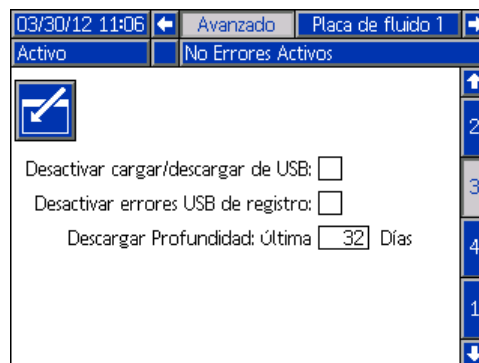 03/30/12 11:06 Avanzado Placa de fluido 1
Activo No Errores Activos
2
Desactivar cargar/descargar de USB:
3
Desactivar errores USB de registro:
Descargar Profundidad: última 32 Días
4
1